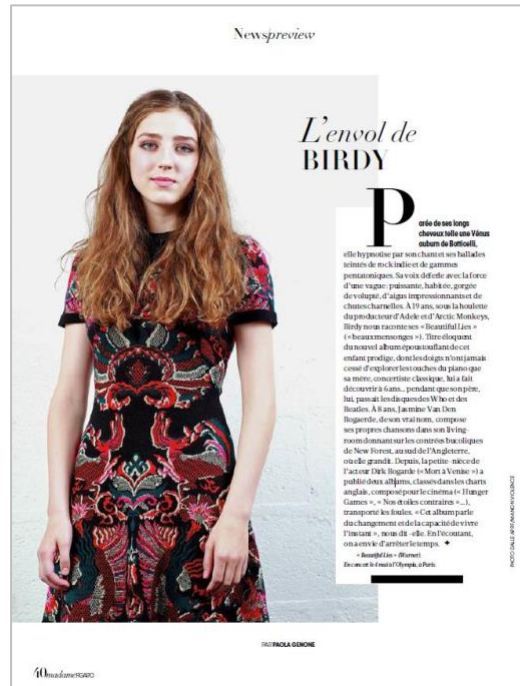 Newspreview
L'envol de
BIRDY
Parée de ses longs
cheveux telle une Vénus
auburn de Botticelli,
elle hypnotise par son chant et ses ballades
teintés de rock indie et de gammes
pentatoniques. Sa voix déferle avec la force
d'une vague : puissante, habitée, gorgée
de volupté, d'aigus impressionnants et de
chutes charnelles. À 19 ans, sous la houlette
du producteur d'Adele et d'Arctic Monkeys,
Birdy nous raconte ses « Beautiful Lies »
(« beaux mensonges »). Titre éloquent
du nouvel album époustouflant de cet
enfant prodige, dont les doigts n'ont jamais
cessé d'explorer les touches du piano que
sa mère, concertiste classique, lui a fait
découvrir à 6 ans... pendant que son père,
lui, passait les disques des Who et des
Beatles. À 8 ans, Jasmine Van Den
Bogaerde, de son vrai nom, compose
ses propres chansons dans son living-
room donnant sur les contrées bucoliques
de New Forest, au sud de l'Angleterre,
où elle grandit. Depuis, la petite-nièce de
l'acteur Dirk Bogarde (« Mort à Venise ») a
publié deux albums, classés dans les charts
anglais, composé pour le cinéma (« Hunger
Games », « Nos étoiles contraires »...),
transporté les foules. « Cet album parle
du changement et de la capacité de vivre
l'instant », nous dit-elle. En l'écoutant,
on a envie d'arrêter le temps. ✦
« Beautiful Lies » (Warner)
En concert le 4 mai à l'Olympia, à Paris.
PAR PAOLA GENONE
40 madame FIGARO